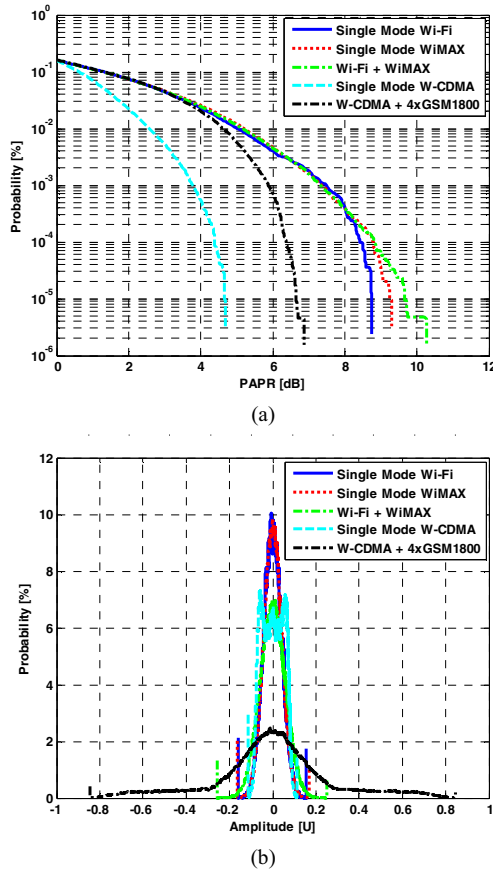 10^0
10^-1
10^-2
10^-3
10^-4
10^-5
10^-6
Probability [%]
Single Mode Wi-Fi
Single Mode WiMAX
Wi-Fi + WiMAX
Single Mode W-CDMA
W-CDMA + 4xGSM1800
0 2 4 6 8 10 12
PAPR [dB]
(a)
12
10
8
6
4
2
0
Probability [%]
Single Mode Wi-Fi
Single Mode WiMAX
Wi-Fi + WiMAX
Single Mode W-CDMA
W-CDMA + 4xGSM1800
-1 -0.8 -0.6 -0.4 -0.2 0 0.2 0.4 0.6 0.8 1
Amplitude [U]
(b)